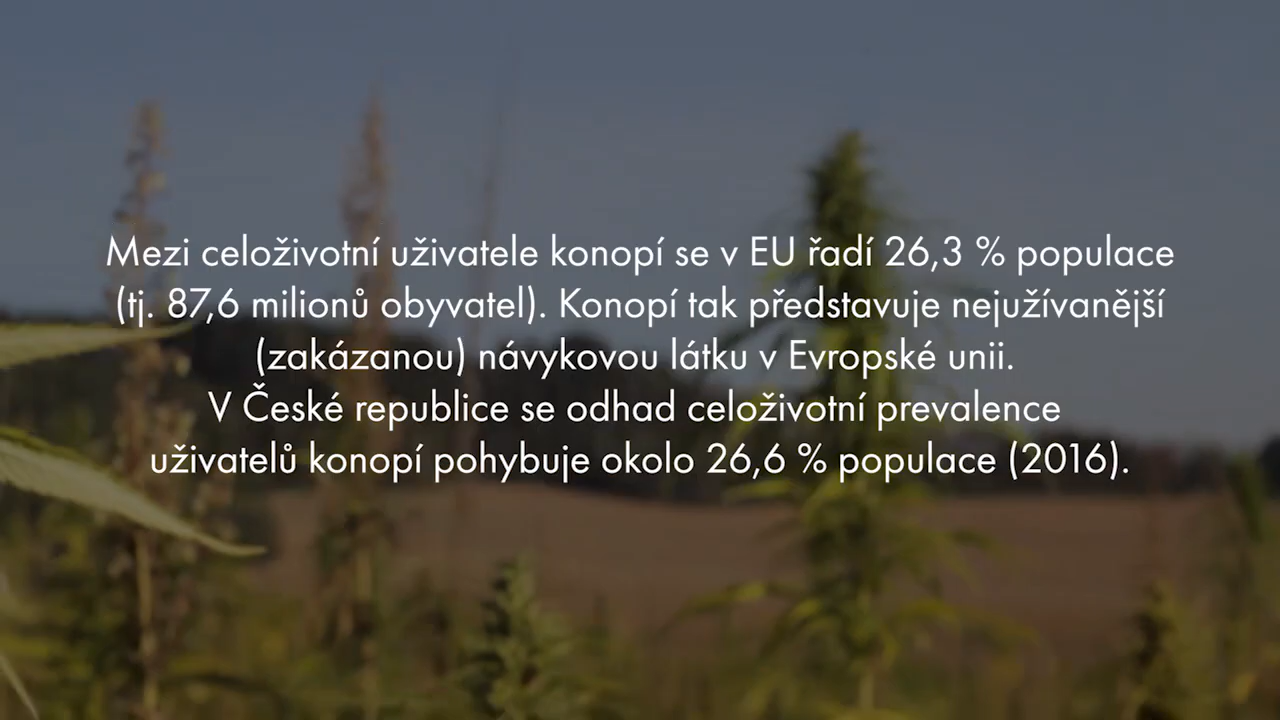 Mezi celoživotní uživatele konopí se v EU řadí 26,3 % populace
(tj. 87,6 milionů obyvatel). Konopí tak představuje nejužívanější
(zakázanou) návykovou látku v Evropské unii.
V České republice se odhad celoživotní prevalence
uživatelů konopí pohybuje okolo 26,6 % populace (2016).